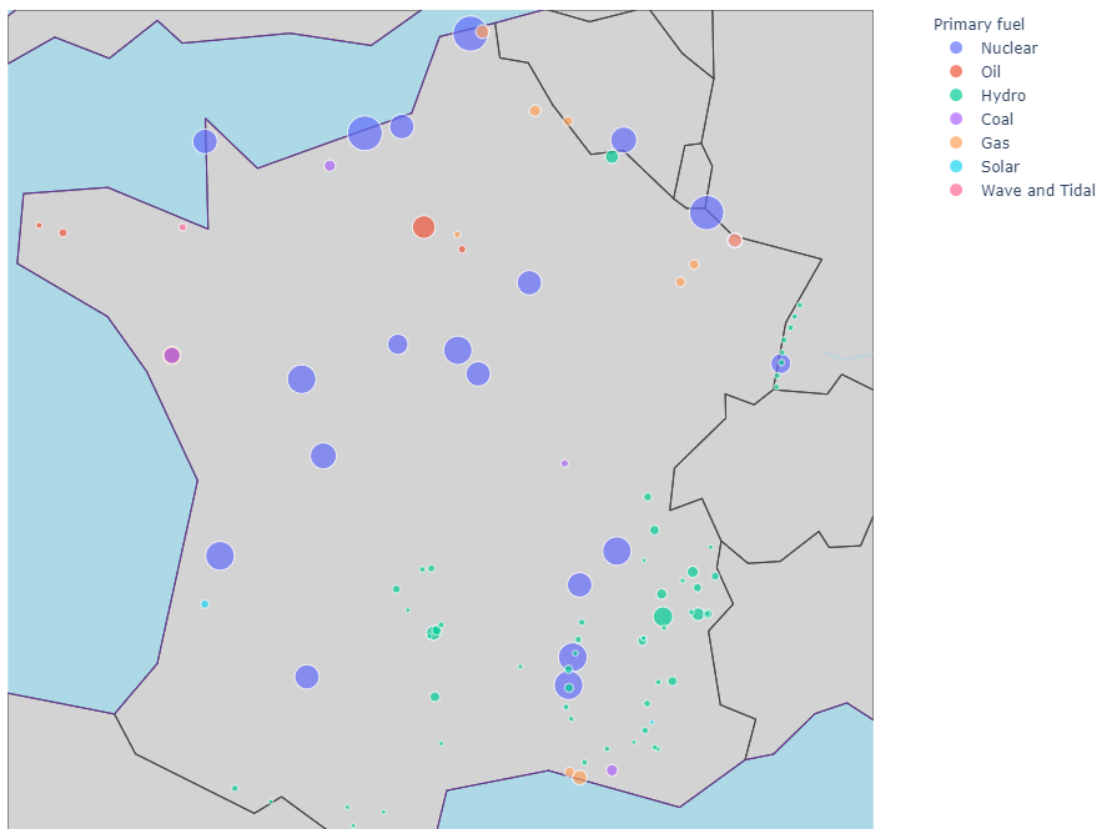 Primary fuel
Nuclear
Oil
Hydro
Coal
Gas
Solar
Wave and Tidal